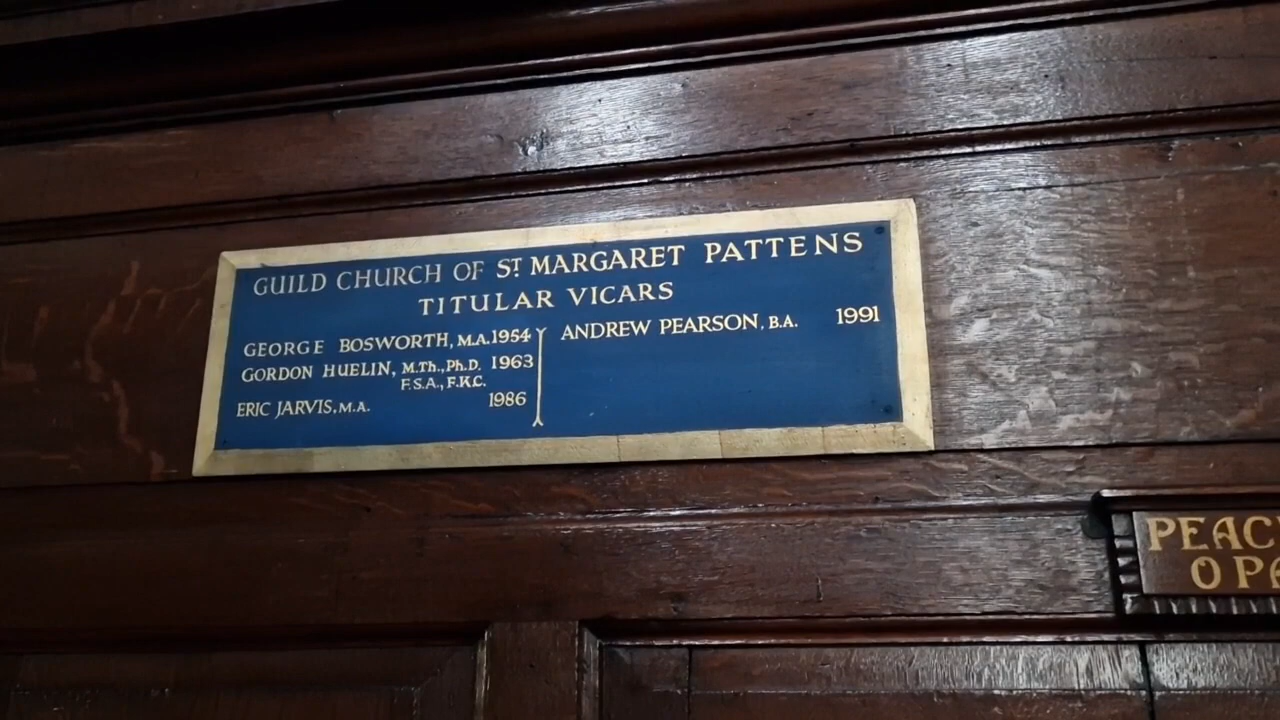 GUILD CHURCH OF ST MARGARET PATTENS
TITULAR VICARS
GEORGE BOSWORTH, M.A. 1954
GORDON HUELIN, M.Th., Ph.D. 1963
F.S.A., F.K.C.
ERIC JARVIS, M.A. 1986
ANDREW PEARSON, B.A. 1991
O